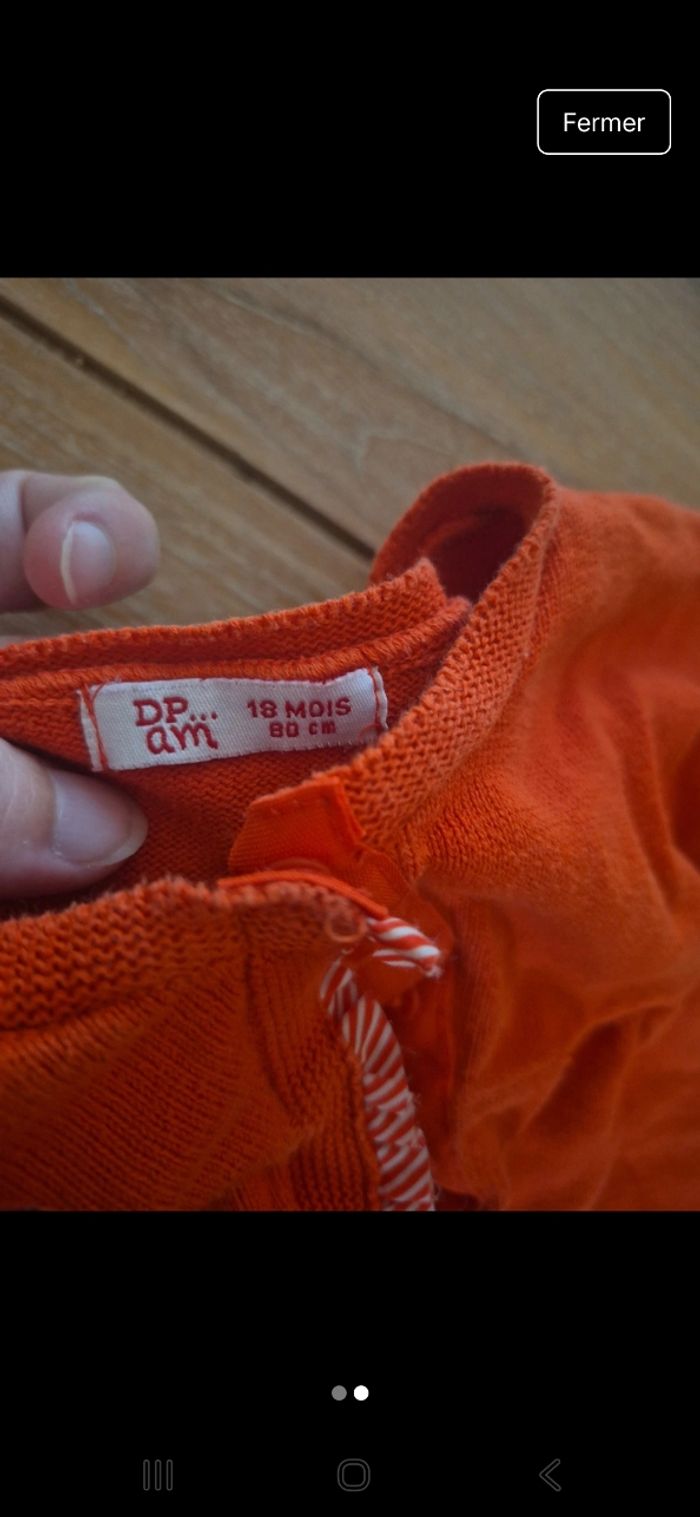 Fermer
DP...
am
18 MOIS
80 cm